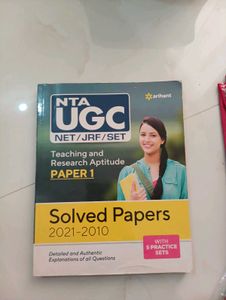 arihant
NTA
UGC
NET/JRF/SET
Teaching and
Research Aptitude
PAPER 1
Solved Papers
2021-2010
WITH
5 PRACTICE
SETS
Detailed and Authentic
Explanations of all Questions